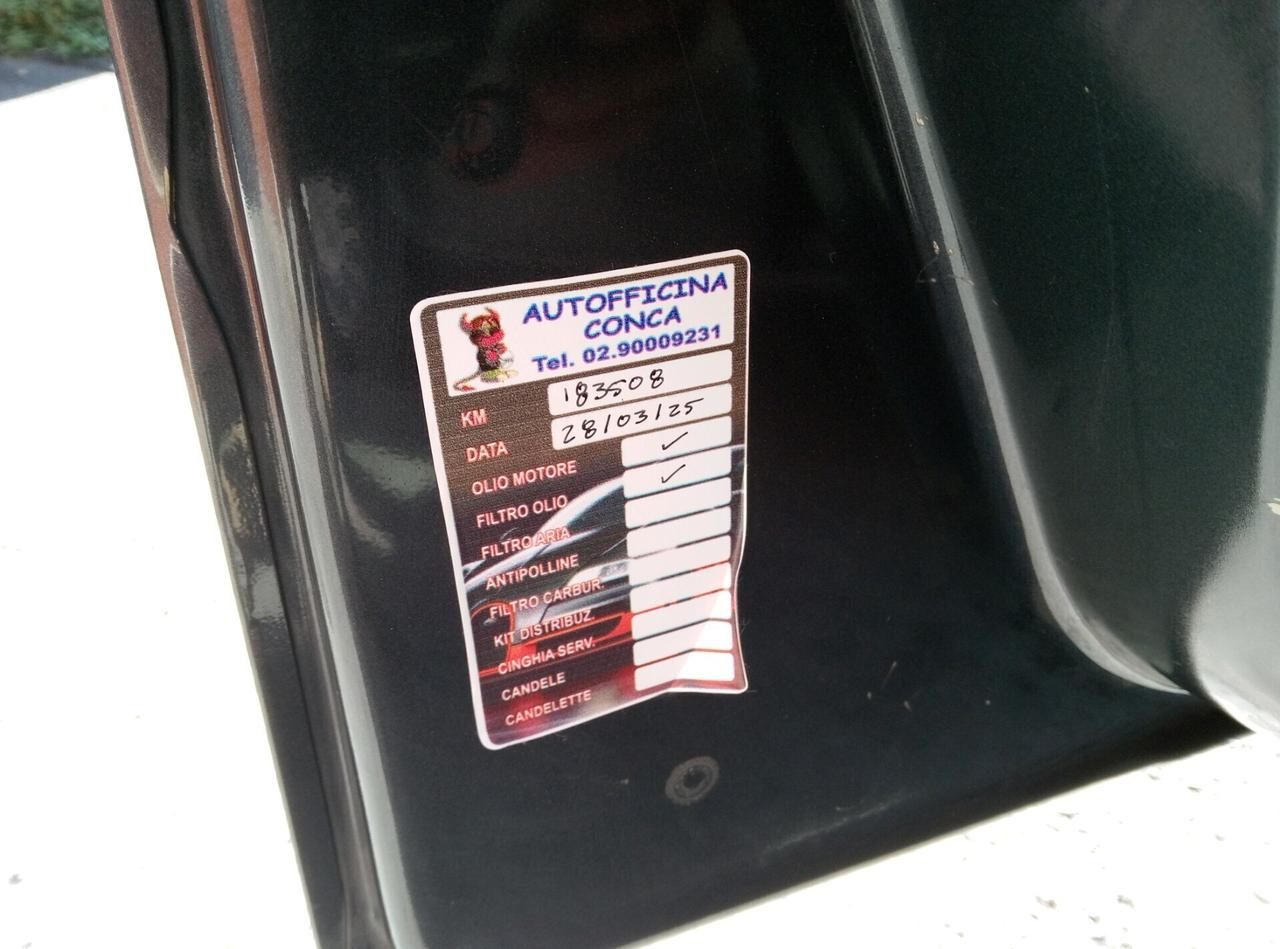 AUTOFFICINA
CONCA
Tel. 02.90009231
KM 183508
DATA 28/03/25
OLIO MOTORE ✓
FILTRO OLIO ✓
FILTRO ARIA
ANTIPOLLINE
FILTRO CARBUR.
KIT DISTRIBUZ.
CINGHIA SERV.
CANDELE
CANDELETTE